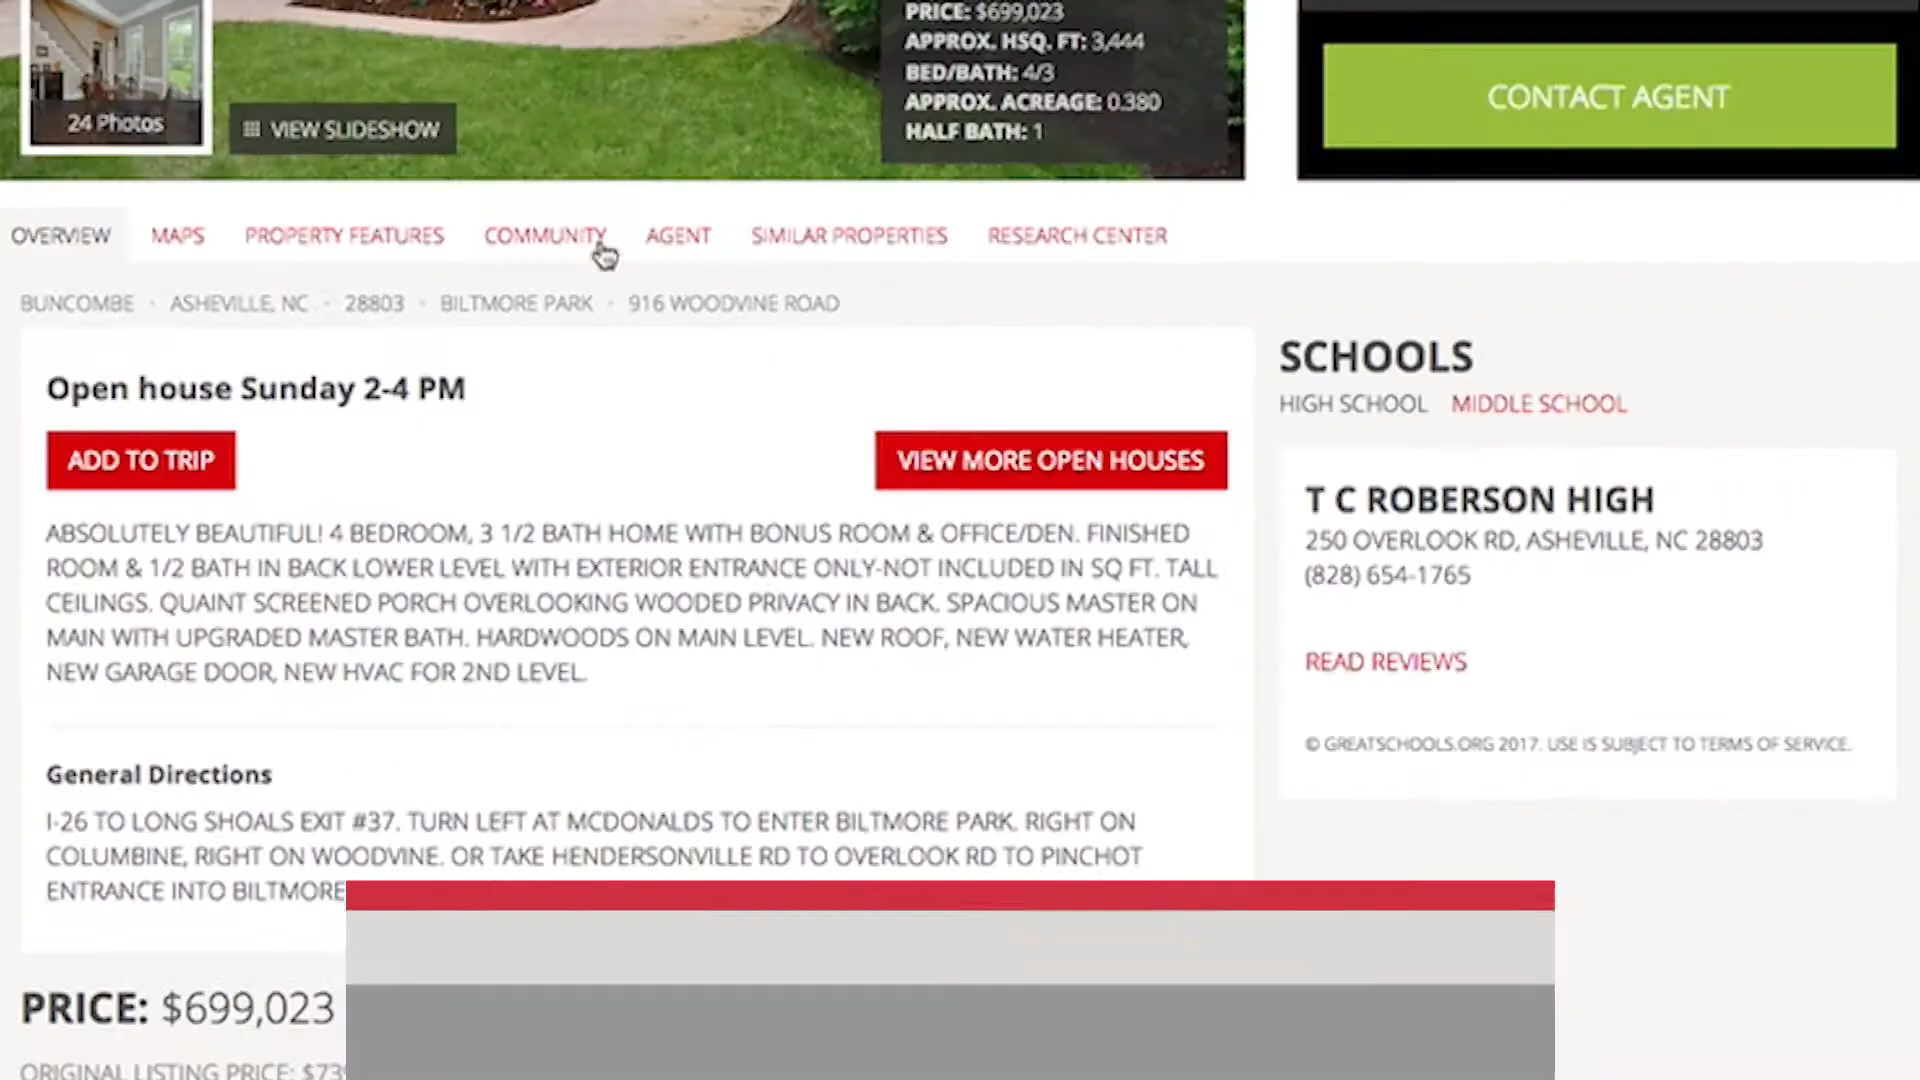 PRICE: $699,023
APPROX. HSQ. FT: 3,444
BED/BATH: 4/3
APPROX. ACREAGE: 0.380
HALF BATH: 1
24 Photos
VIEW SLIDESHOW
CONTACT AGENT
OVERVIEW MAPS PROPERTY FEATURES COMMUNITY AGENT SIMILAR PROPERTIES RESEARCH CENTER
BUNCOMBE · ASHEVILLE, NC · 28803 · BILTMORE PARK · 916 WOODVINE ROAD
Open house Sunday 2-4 PM
ADD TO TRIP
VIEW MORE OPEN HOUSES
ABSOLUTELY BEAUTIFUL! 4 BEDROOM, 3 1/2 BATH HOME WITH BONUS ROOM & OFFICE/DEN. FINISHED
ROOM & 1/2 BATH IN BACK LOWER LEVEL WITH EXTERIOR ENTRANCE ONLY-NOT INCLUDED IN SQ FT. TALL
CEILINGS. QUAINT SCREENED PORCH OVERLOOKING WOODED PRIVACY IN BACK. SPACIOUS MASTER ON
MAIN WITH UPGRADED MASTER BATH. HARDWOODS ON MAIN LEVEL. NEW ROOF, NEW WATER HEATER,
NEW GARAGE DOOR, NEW HVAC FOR 2ND LEVEL.
General Directions
I-26 TO LONG SHOALS EXIT #37. TURN LEFT AT MCDONALDS TO ENTER BILTMORE PARK. RIGHT ON
COLUMBINE, RIGHT ON WOODVINE. OR TAKE HENDERSONVILLE RD TO OVERLOOK RD TO PINCHOT
ENTRANCE INTO BILTMORE
PRICE: $699,023
ORIGINAL LISTING PRICE:
SCHOOLS
HIGH SCHOOL MIDDLE SCHOOL
T C ROBERSON HIGH
250 OVERLOOK RD, ASHEVILLE, NC 28803
(828) 654-1765
READ REVIEWS
© GREATSCHOOLS.ORG 2017. USE IS SUBJECT TO TERMS OF SERVICE.